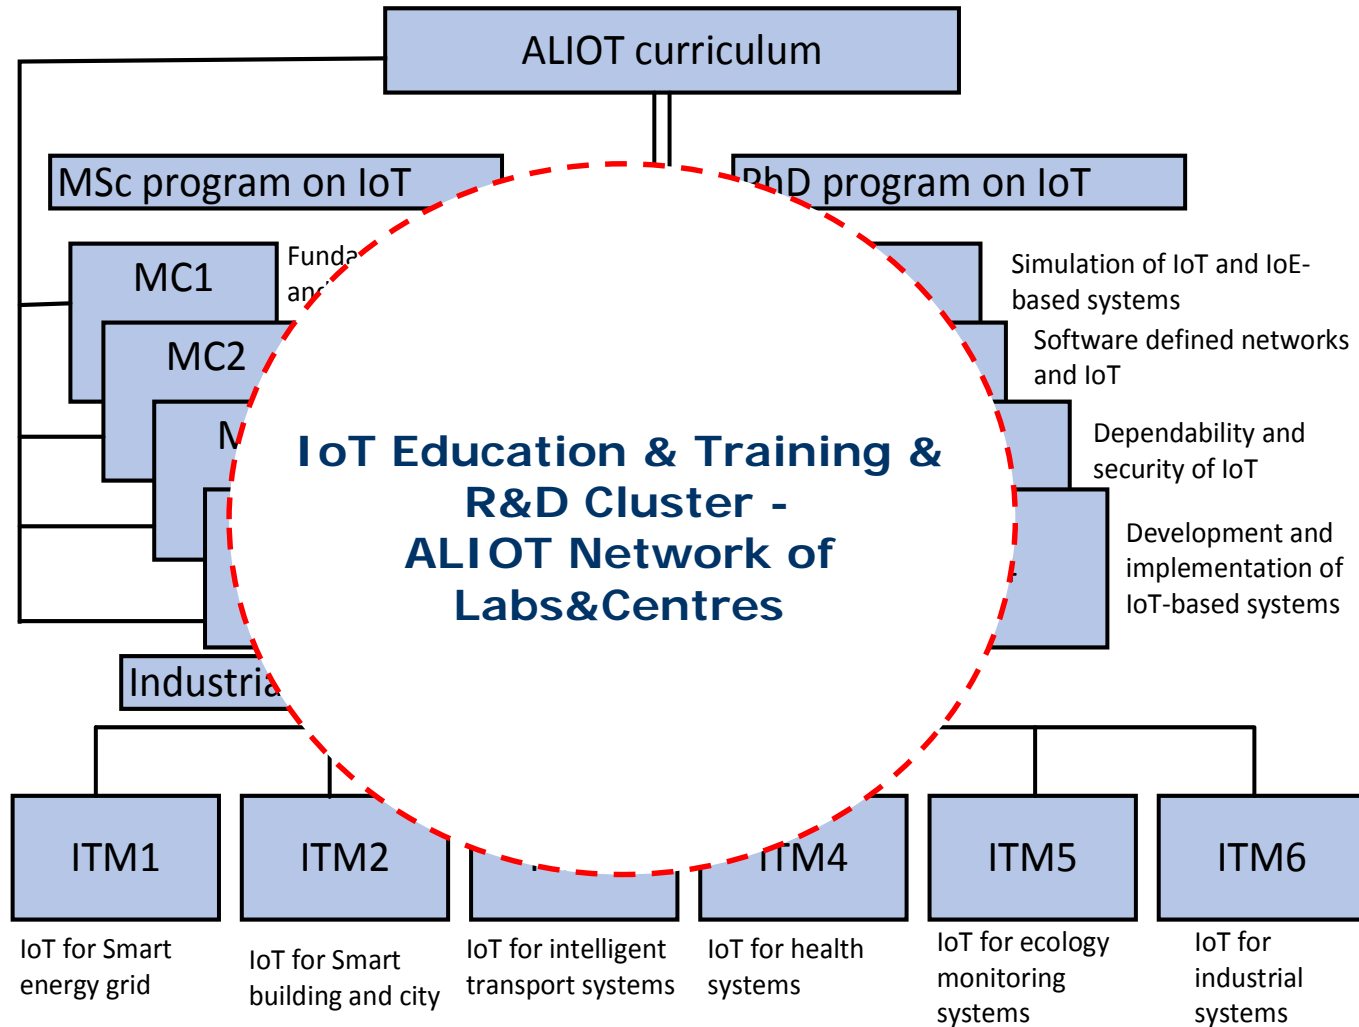 ALIOT curriculum
MSc program on IoT
PhD program on IoT
MC1
and
MC2
Simulation of IoT and IoE-
based systems
Software defined networks
and IoT
Dependability and
security of IoT
Development and
implementation of
IoT-based systems
IoT Education & Training &
R&D Cluster -
ALIOT Network of
Labs&Centres
ITM1
ITM2
ITM4
ITM5
ITM6
IoT for Smart
energy grid
IoT for Smart
building and city
IoT for intelligent
transport systems
IoT for health
systems
IoT for ecology
monitoring
systems
IoT for
industrial
systems